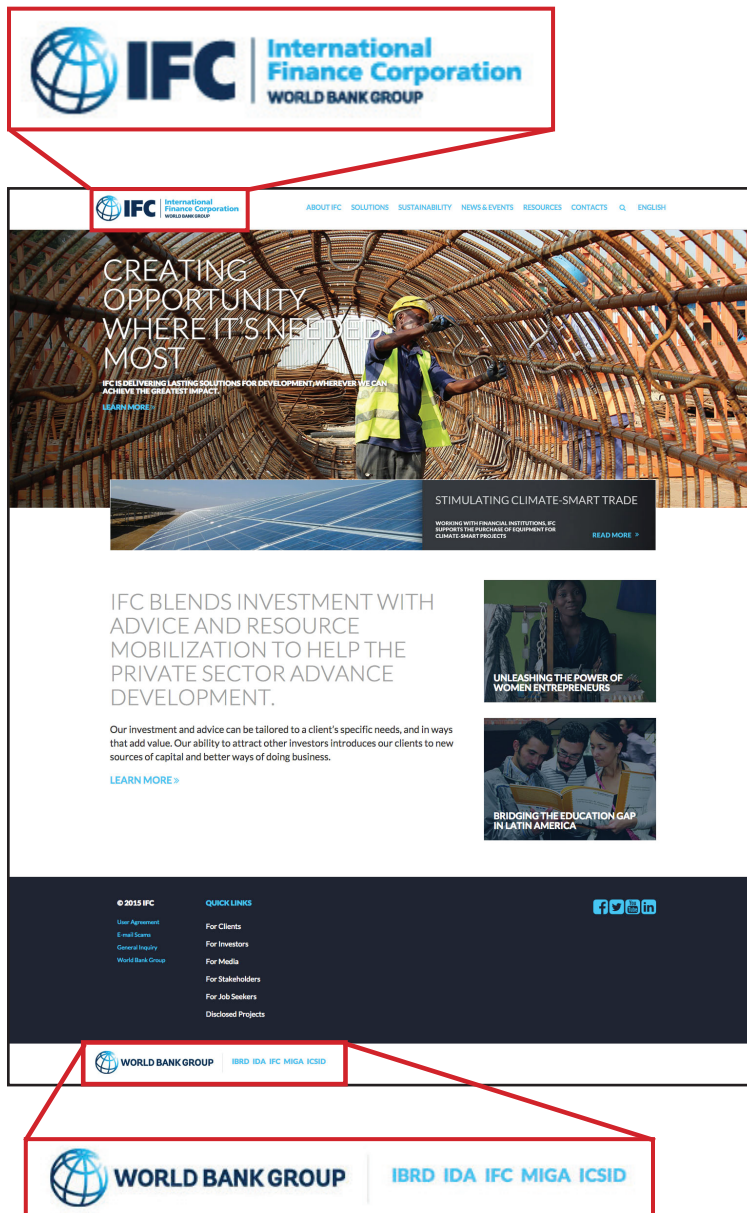 IFC
International
Finance Corporation
WORLD BANK GROUP
IFC
International
Finance Corporation
WORLD BANK GROUP
ABOUT IFC SOLUTIONS SUSTAINABILITY NEWS & EVENTS RESOURCES CONTACTS ENGLISH
CREATING
OPPORTUNITY
WHERE IT'S NEEDED
MOST
IFC IS DELIVERING LASTING SOLUTIONS FOR DEVELOPMENT, WHEREVER WE CAN
ACHIEVE THE GREATEST IMPACT.
LEARN MORE »
STIMULATING CLIMATE-SMART TRADE
WORKING WITH FINANCIAL INSTITUTIONS, IFC
SUPPORTS THE PURCHASE OF EQUIPMENT FOR
CLIMATE-SMART PROJECTS
READ MORE »
IFC BLENDS INVESTMENT WITH
ADVICE AND RESOURCE
MOBILIZATION TO HELP THE
PRIVATE SECTOR ADVANCE
DEVELOPMENT.
Our investment and advice can be tailored to a client's specific needs, and in ways
that add value. Our ability to attract other investors introduces our clients to new
sources of capital and better ways of doing business.
LEARN MORE »
UNLEASHING THE POWER OF
WOMEN ENTREPRENEURS
BRIDGING THE EDUCATION GAP
IN LATIN AMERICA
© 2015 IFC
User Agreement
E-mail Scams
General Inquiry
World Bank Group
QUICK LINKS
For Clients
For Investors
For Media
For Stakeholders
For Job Seekers
Disclosed Projects
You Tube
WORLD BANK GROUP IBRD IDA IFC MIGA ICSID
WORLD BANK GROUP IBRD IDA IFC MIGA ICSID